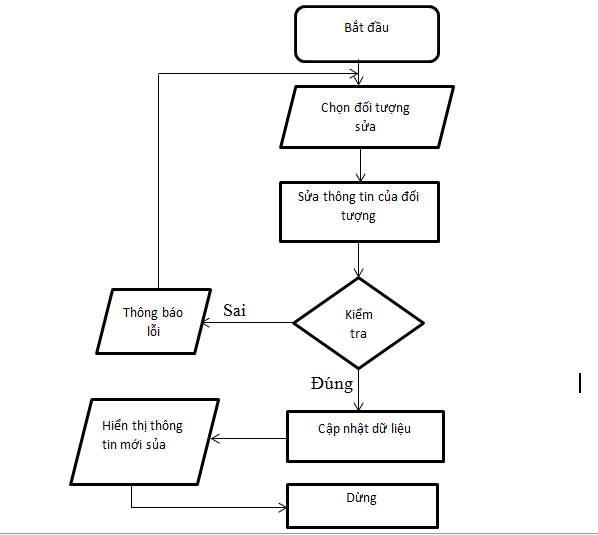 Bắt đầu
Chọn đối tượng
sửa
Sửa thông tin của đối
tượng
Kiểm
tra
Sai
Thông báo
lỗi
Đúng
Cập nhật dữ liệu
Hiển thị thông
tin mới sủa
Dừng